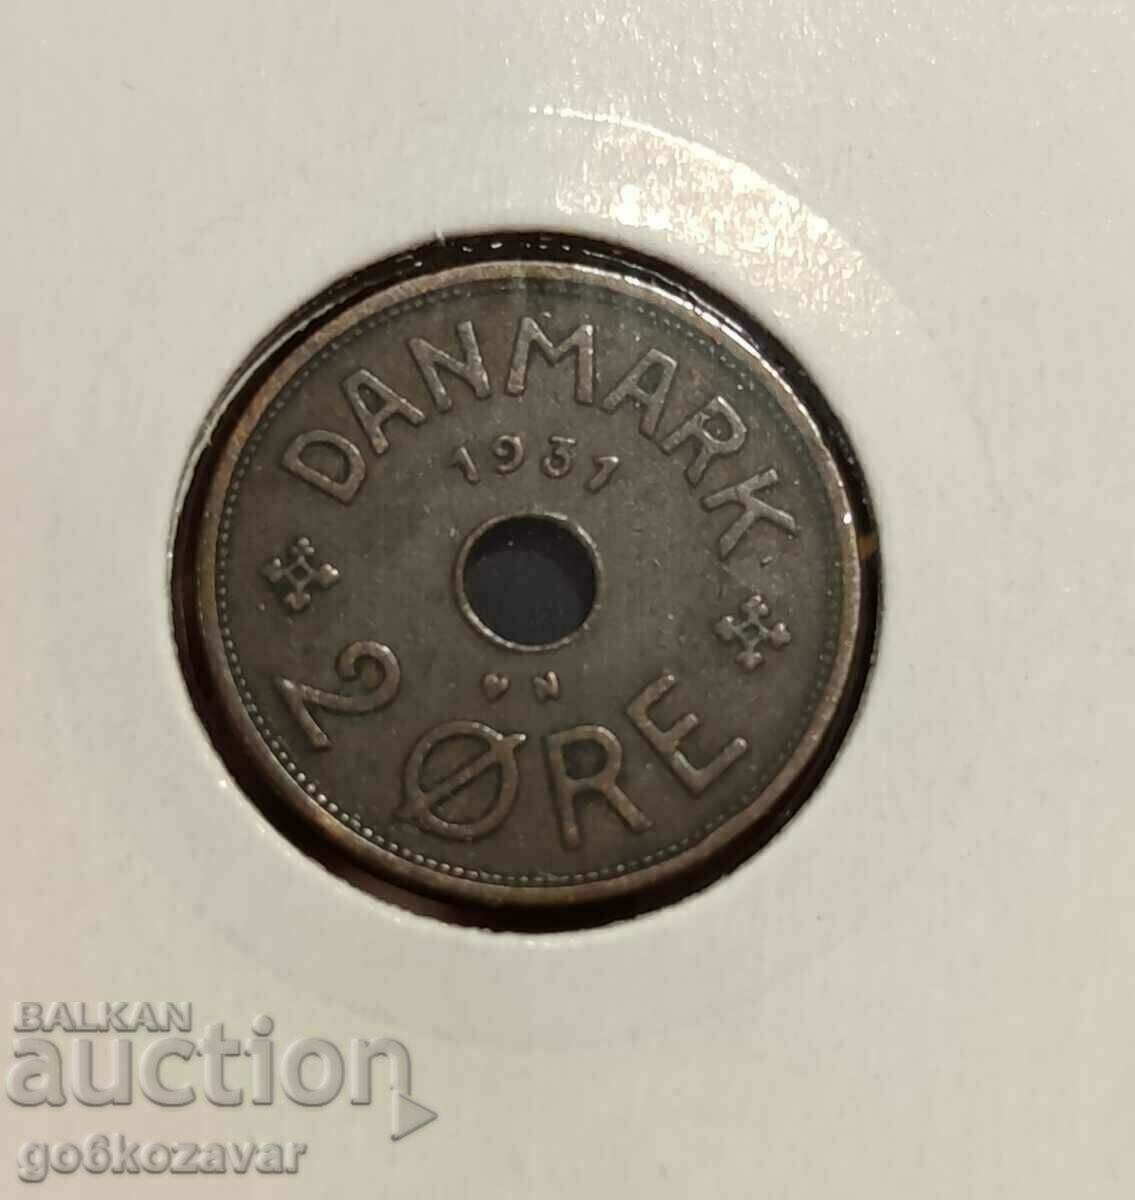 DANMARK
1931
♥ N
2 ØRE
BALKAN
auction
go6kozavar